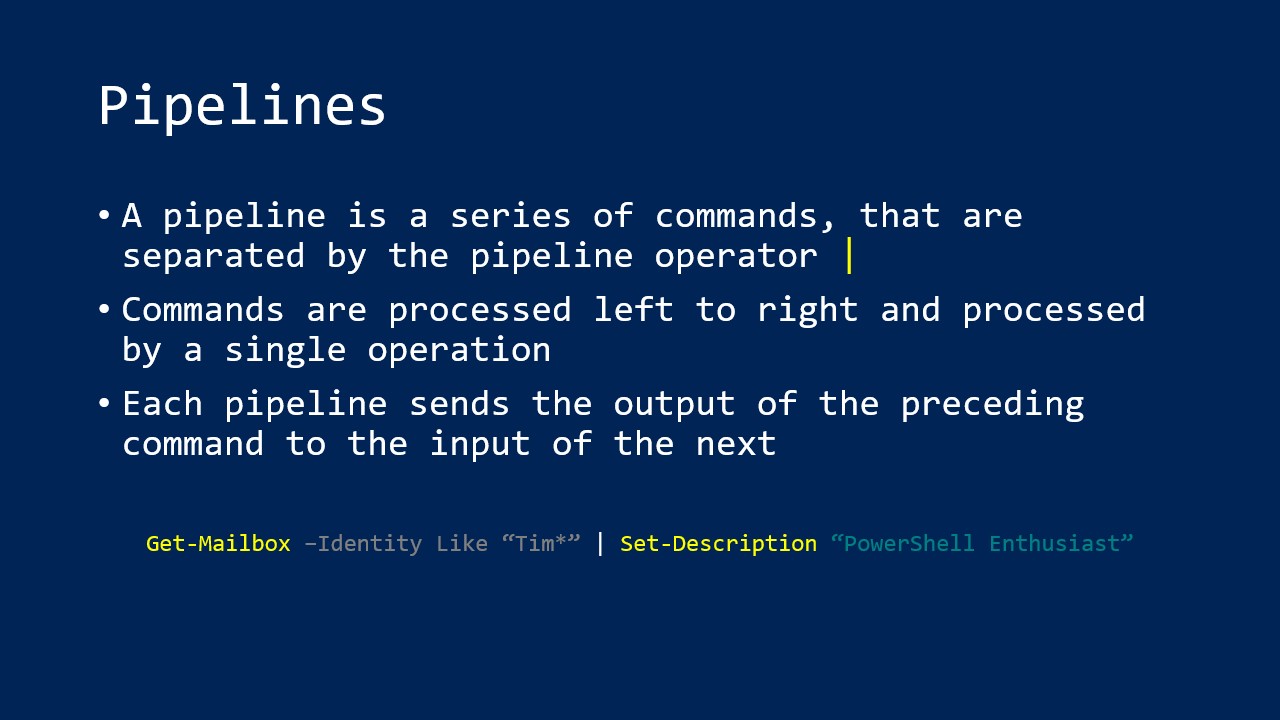 Pipelines
• A pipeline is a series of commands, that are
separated by the pipeline operator |
• Commands are processed left to right and processed
by a single operation
• Each pipeline sends the output of the preceding
command to the input of the next
Get-Mailbox –Identity Like “Tim*” | Set-Description “PowerShell Enthusiast”